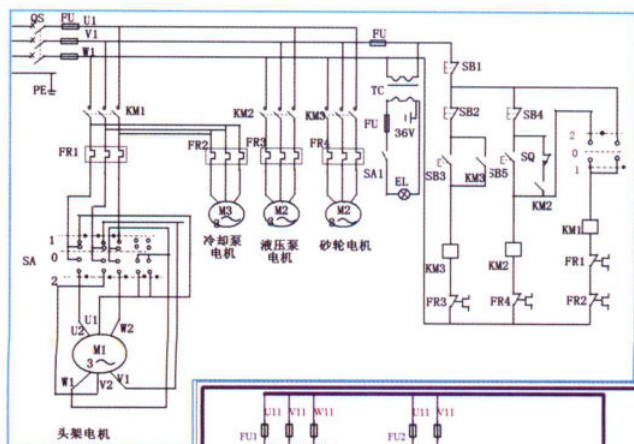 QS FU U1
V1
W1
PE
KM1
KM2
KM3
FU
TC
FU
36V
SA1
EL
SB1
SB2
SB4
SB3
KM3
SB5
SQ
KM2
2
0
1
FR1
FR2
FR3
FR4
M3
3
M2
3
M2
3
冷却泵
电机
液压泵
电机
砂轮电机
KM3
KM2
KM1
FR1
FR3
FR4
FR2
SA
1
0
2
U2
U1
W2
M1
3
W1
V2
V1
头架电机
U11 V11 W11
U11 V11
FU1
FU2